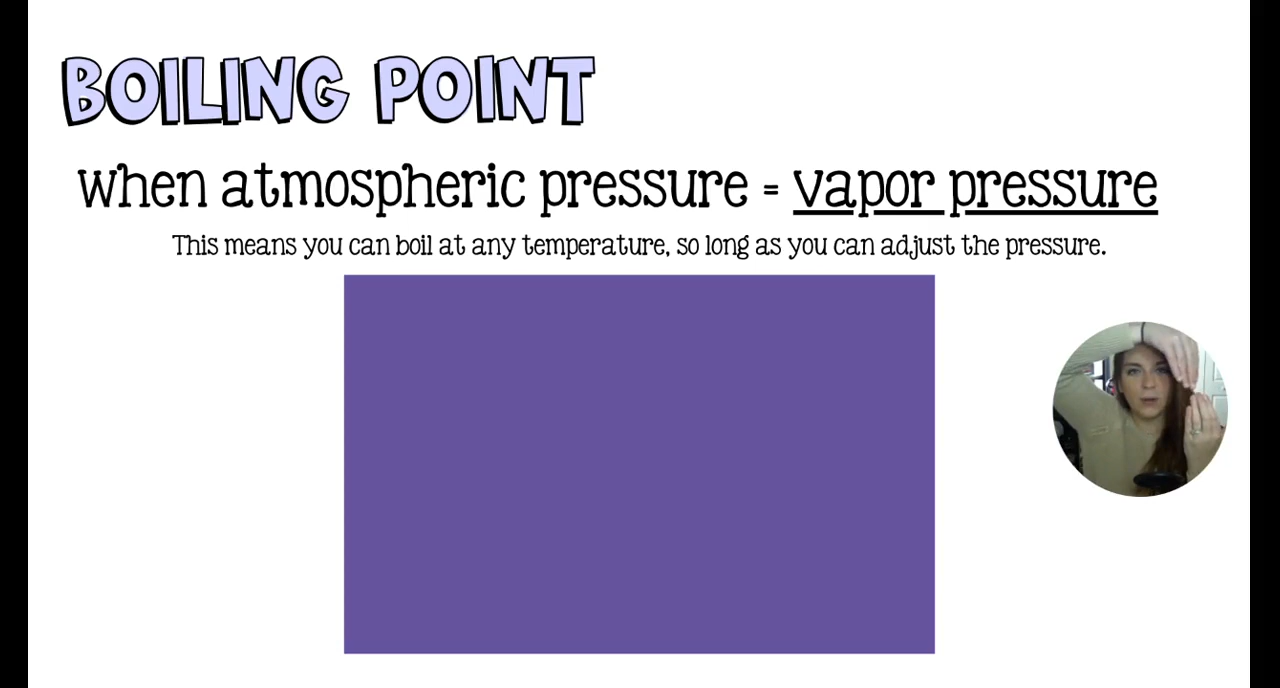 BOILING POINT
when atmospheric pressure = vapor pressure
This means you can boil at any temperature, so long as you can adjust the pressure.